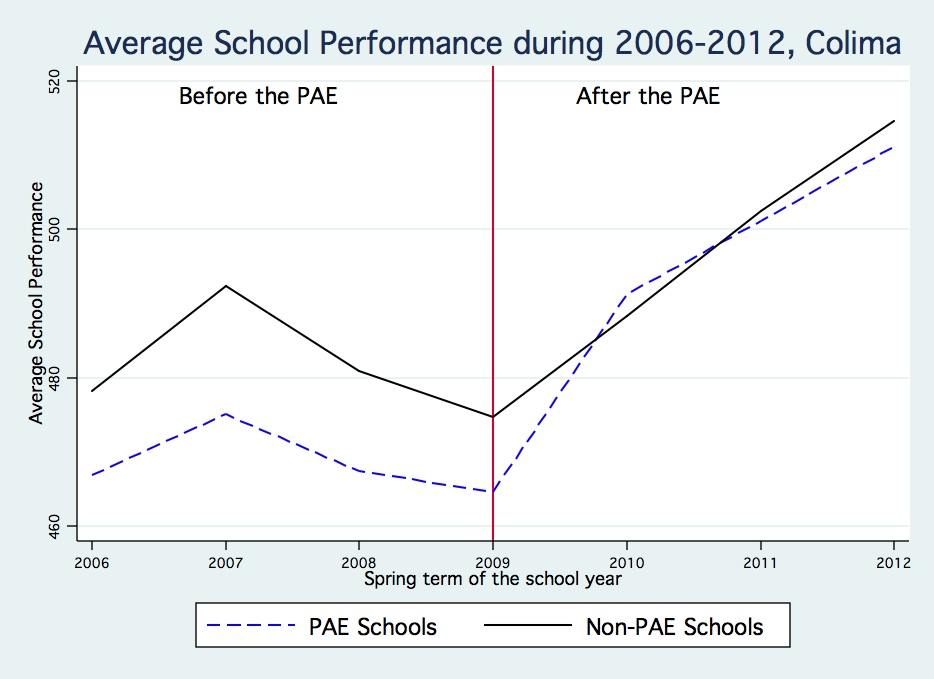 Average School Performance during 2006-2012, Colima
Before the PAE
After the PAE
Average School Performance
520
500
480
460
2006 2007 2008 2009 2010 2011 2012
Spring term of the school year
PAE Schools
Non-PAE Schools